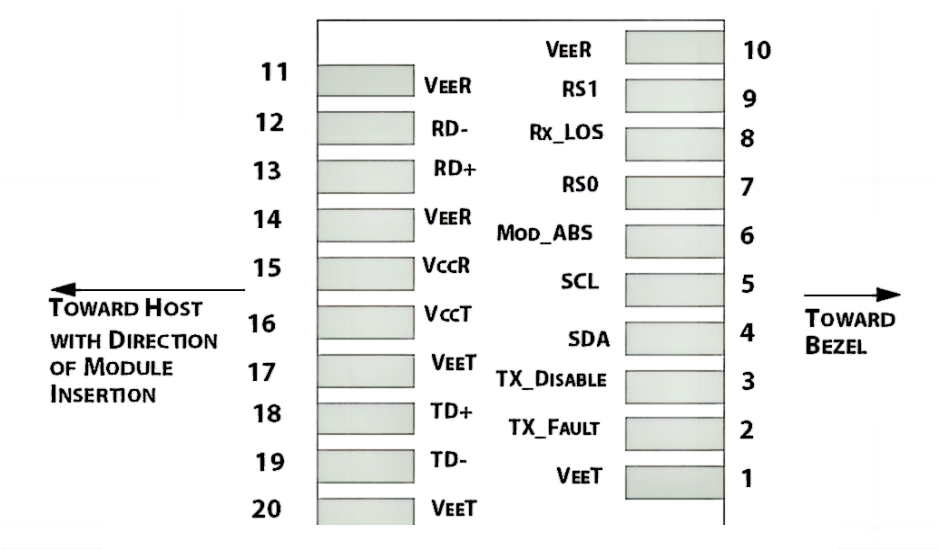 11 VEER
12 RD-
13 RD+
14 VEER
15 VCCR
16 VCCT
17 VEET
18 TD+
19 TD-
20 VEET
VEER 10
RS1 9
RX_LOS 8
RS0 7
MOD_ABS 6
SCL 5
SDA 4
TX_DISABLE 3
TX_FAULT 2
VEET 1
TOWARD HOST
WITH DIRECTION
OF MODULE
INSERTION
TOWARD
BEZEL